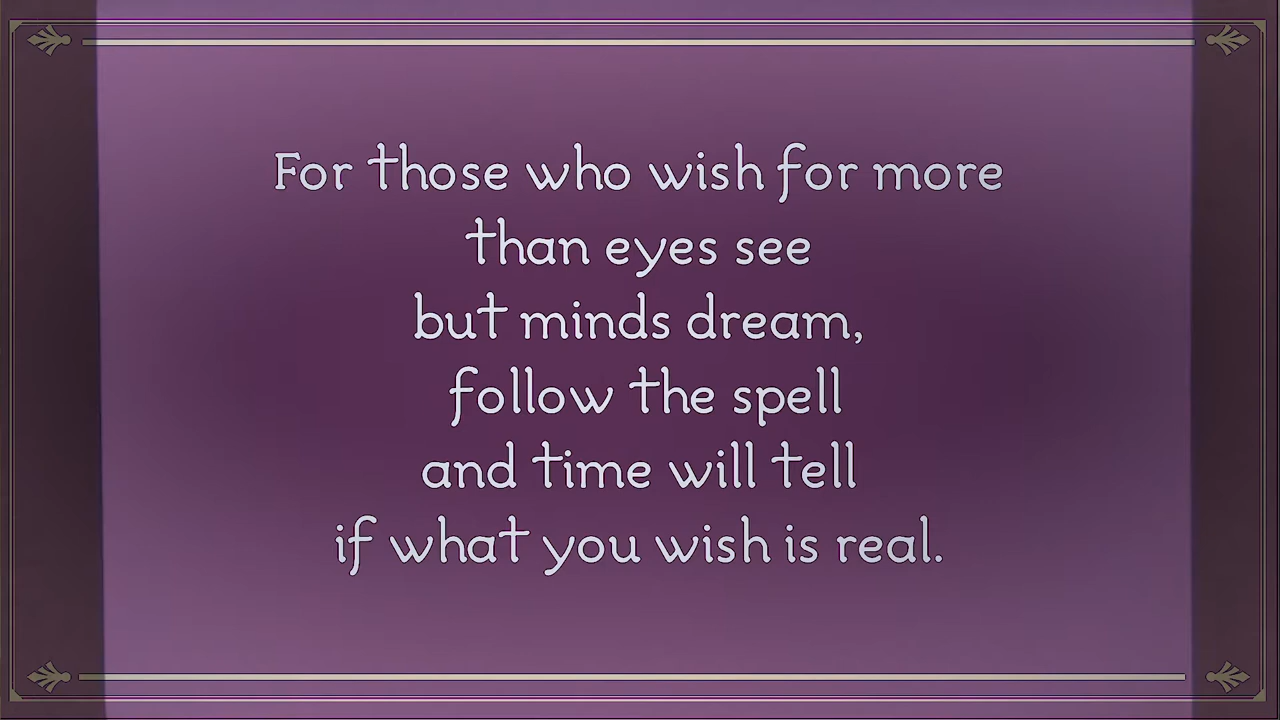 For those who wish for more
than eyes see
but minds dream,
follow the spell
and time will tell
if what you wish is real.